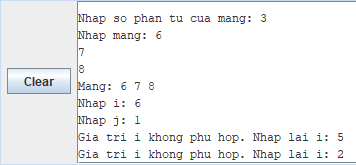 Nhap so phan tu cua mang: 3
Nhap mang: 6
7
8
Clear
Mang: 6 7 8
Nhap i: 6
Nhap j: 1
Gia tri i khong phu hop. Nhap lai i: 5
Gia tri i khong phu hop. Nhap lai i: 2